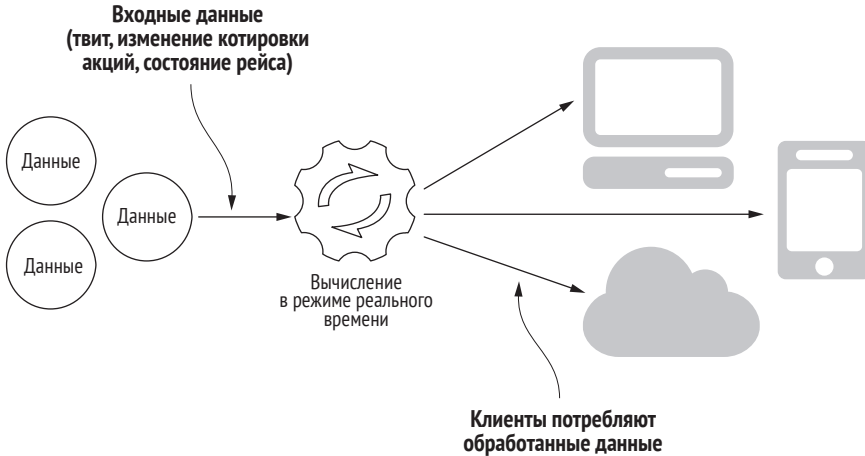 Входные данные
(твит, изменение котировки
акций, состояние рейса)
Данные
Данные
Данные
Вычисление
в режиме реального
времени
Клиенты потребляют
обработанные данные